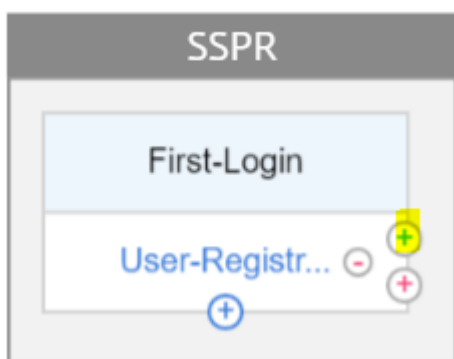 SSPR
First-Login
User-Registr... -
+
+
+